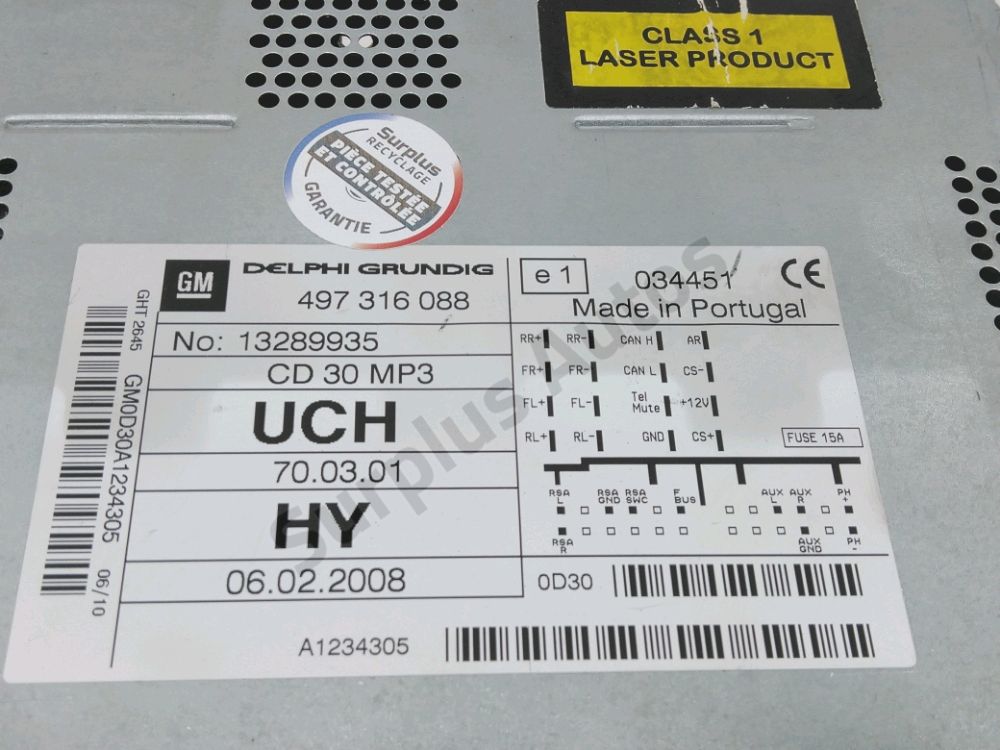 CLASS 1
LASER PRODUCT
Surplus
RECYCLAGE
PIÈCE TESTÉE
ET CONTRÔLÉE
GARANTIE
GM
DELPHI GRUNDIG
497 316 088
e 1
034451
CE
Made in Portugal
No: 13289935
CD 30 MP3
UCH
70.03.01
HY
06.02.2008
GHT 2645
GM0D30A1234305
06/10
RR+ RR- CAN H AR
FR+ FR- CAN L CS-
FL+ FL- Tel Mute +12V
RL+ RL- GND CS+
FUSE 15A
RSA L RSA GND RSA SWC F BUS AUX L AUX R PH +
RSA R AUX GND PH -
0D30
A1234305
Surplus Autos